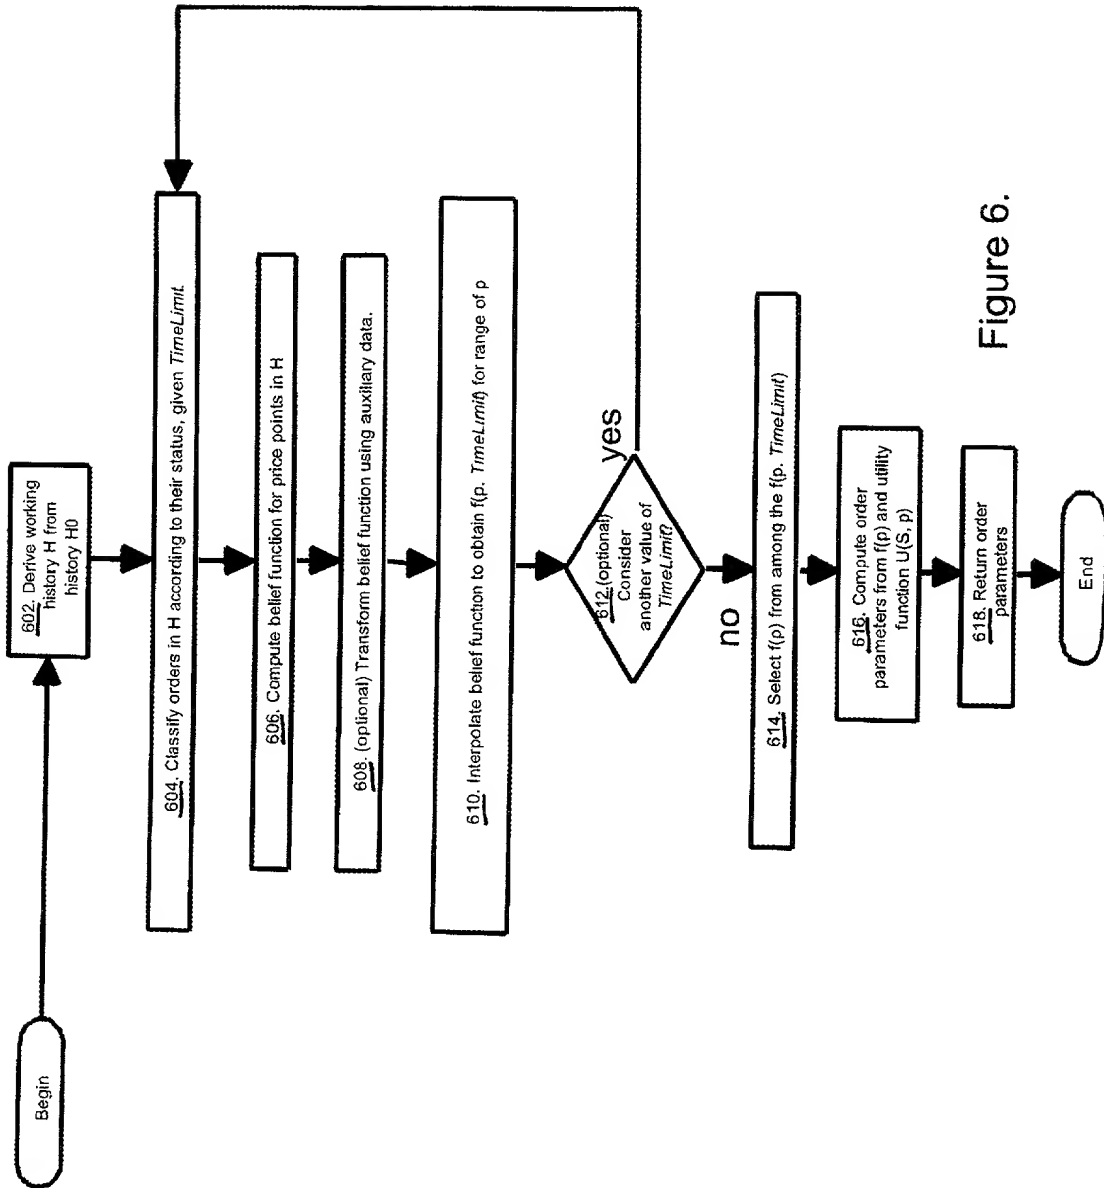 Begin
602. Derive working
history H from
history H0
604. Classify orders in H according to their status, given TimeLimit.
606. Compute belief function for price points in H
608. (optional) Transform belief function using auxiliary data.
610. Interpolate belief function to obtain f(p. TimeLimit) for range of p
612.(optional)
Consider
another value of
TimeLimit?
yes
no
614. Select f(p) from among the f(p. TimeLimit)
616. Compute order
parameters from f(p) and utility
function U(S, p)
618. Return order
parameters
End
Figure 6.